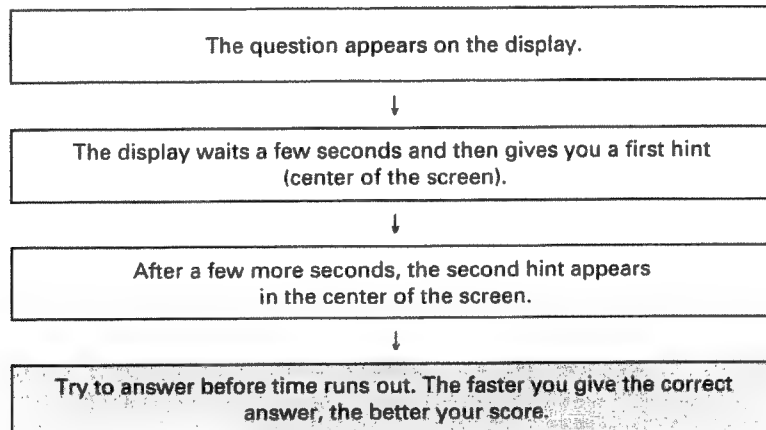 The question appears on the display.
↓
The display waits a few seconds and then gives you a first hint
(center of the screen).
↓
After a few more seconds, the second hint appears
in the center of the screen.
↓
Try to answer before time runs out. The faster you give the correct
answer, the better your score.